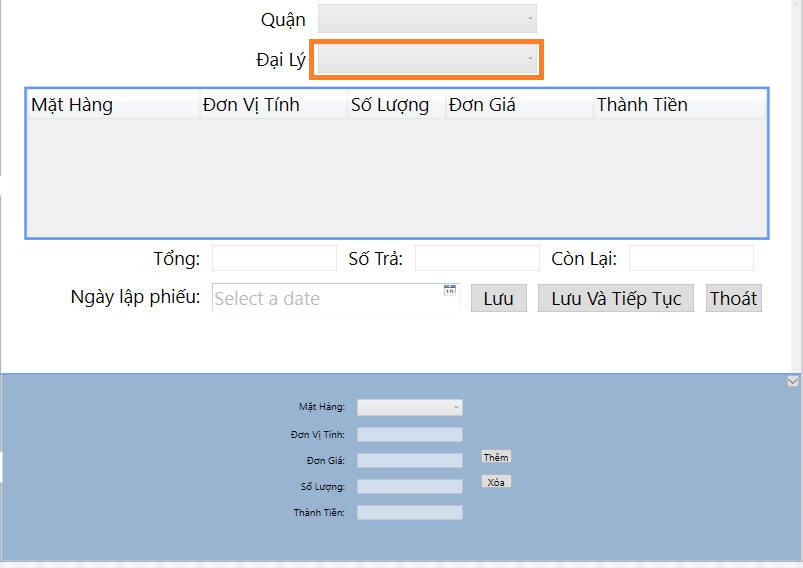 Quận
Đại Lý
Mặt Hàng Đơn Vị Tính Số Lượng Đơn Giá Thành Tiền
Tổng: Số Trả: Còn Lại:
Ngày lập phiếu: Select a date 15 Lưu Lưu Và Tiếp Tục Thoát
Mặt Hàng:
Đơn Vị Tính:
Đơn Giá: Thêm
Số Lượng: Xóa
Thành Tiền: